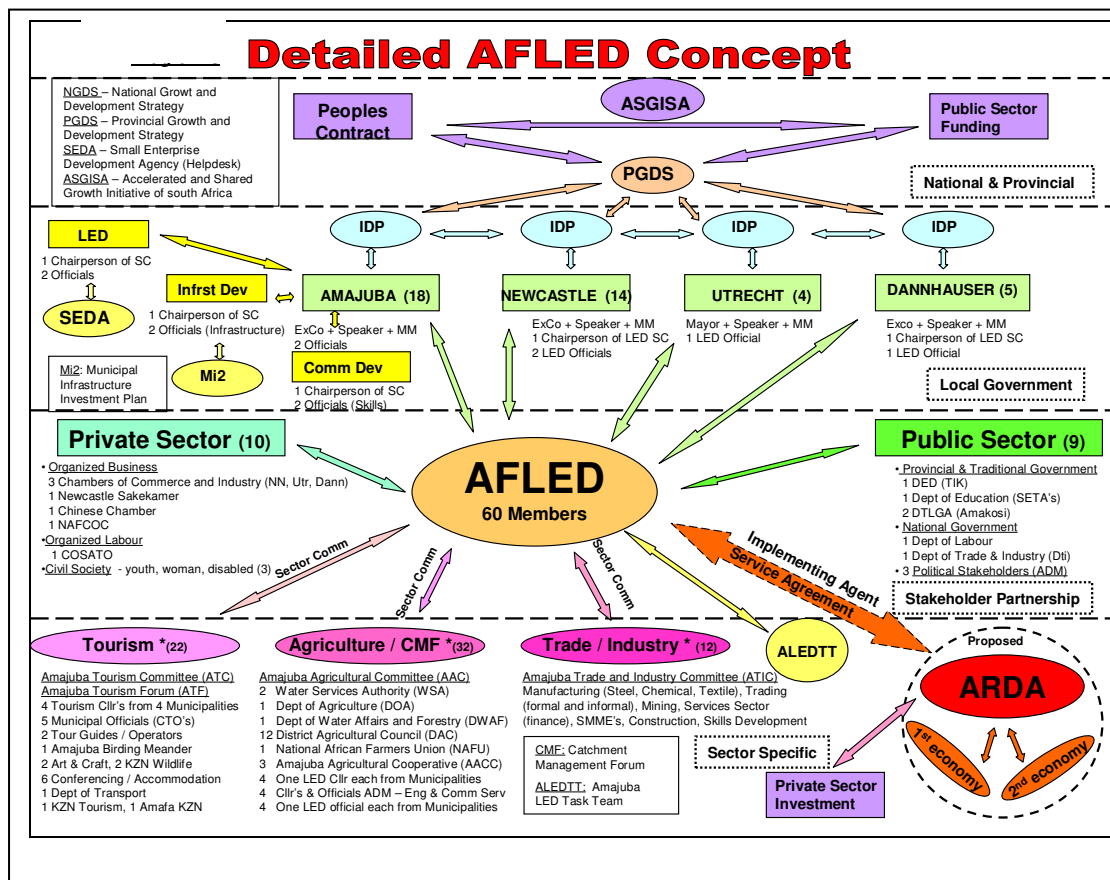 Detailed AFLED Concept
NGDS – National Growt and
Development Strategy
PGDS – Provincial Growth and
Development Strategy
SEDA – Small Enterprise
Development Agency (Helpdesk)
ASGISA – Accelerated and Shared
Growth Initiative of south Africa
Peoples
Contract
ASGISA
Public Sector
Funding
PGDS
National & Provincial
LED
1 Chairperson of SC
2 Officials
SEDA
Infrst Dev
1 Chairperson of SC
2 Officials (Infrastructure)
Mi2
Mi2: Municipal
Infrastructure
Investment Plan
IDP
IDP
IDP
IDP
AMAJUBA (18)
ExCo + Speaker + MM
2 Officials
Comm Dev
1 Chairperson of SC
2 Officials (Skills)
NEWCASTLE (14)
ExCo + Speaker + MM
1 Chairperson of LED SC
2 LED Officials
UTRECHT (4)
Mayor + Speaker + MM
1 LED Official
DANNHAUSER (5)
Exco + Speaker + MM
1 Chairperson of LED SC
1 LED Official
Local Government
Private Sector (10)
• Organized Business
3 Chambers of Commerce and Industry (NN, Utr, Dann)
1 Newcastle Sakekamer
1 Chinese Chamber
1 NAFCOC
•Organized Labour
1 COSATO
•Civil Society - youth, woman, disabled (3)
AFLED
60 Members
Public Sector (9)
• Provincial & Traditional Government
1 DED (TIK)
1 Dept of Education (SETA's)
2 DTLGA (Amakosi)
• National Government
1 Dept of Labour
1 Dept of Trade & Industry (Dti)
• 3 Political Stakeholders (ADM)
Stakeholder Partnership
Sector Comm
Sector Comm
Sector Comm
Implementing Agent
Service Agreement
Tourism *(22)
Amajuba Tourism Committee (ATC)
Amajuba Tourism Forum (ATF)
4 Tourism Cllr's from 4 Municipalities
5 Municipal Officials (CTO's)
2 Tour Guides / Operators
1 Amajuba Birding Meander
2 Art & Craft, 2 KZN Wildlife
6 Conferencing / Accommodation
1 Dept of Transport
1 KZN Tourism, 1 Amafa KZN
Agriculture / CMF *(32)
Amajuba Agricultural Committee (AAC)
2 Water Services Authority (WSA)
1 Dept of Agriculture (DOA)
1 Dept of Water Affairs and Forestry (DWAF)
12 District Agricultural Council (DAC)
1 National African Farmers Union (NAFU)
3 Amajuba Agricultural Cooperative (AACC)
4 One LED Cllr each from Municipalities
4 Cllr's & Officials ADM – Eng & Comm Serv
4 One LED official each from Municipalities
Trade / Industry * (12)
Amajuba Trade and Industry Committee (ATIC)
Manufacturing (Steel, Chemical, Textile), Trading
(formal and informal), Mining, Services Sector
(finance), SMME's, Construction, Skills Development
CMF: Catchment
Management Forum
ALEDTT: Amajuba
LED Task Team
ALEDTT
Sector Specific
Private Sector
Investment
Proposed
ARDA
1st economy
2nd economy